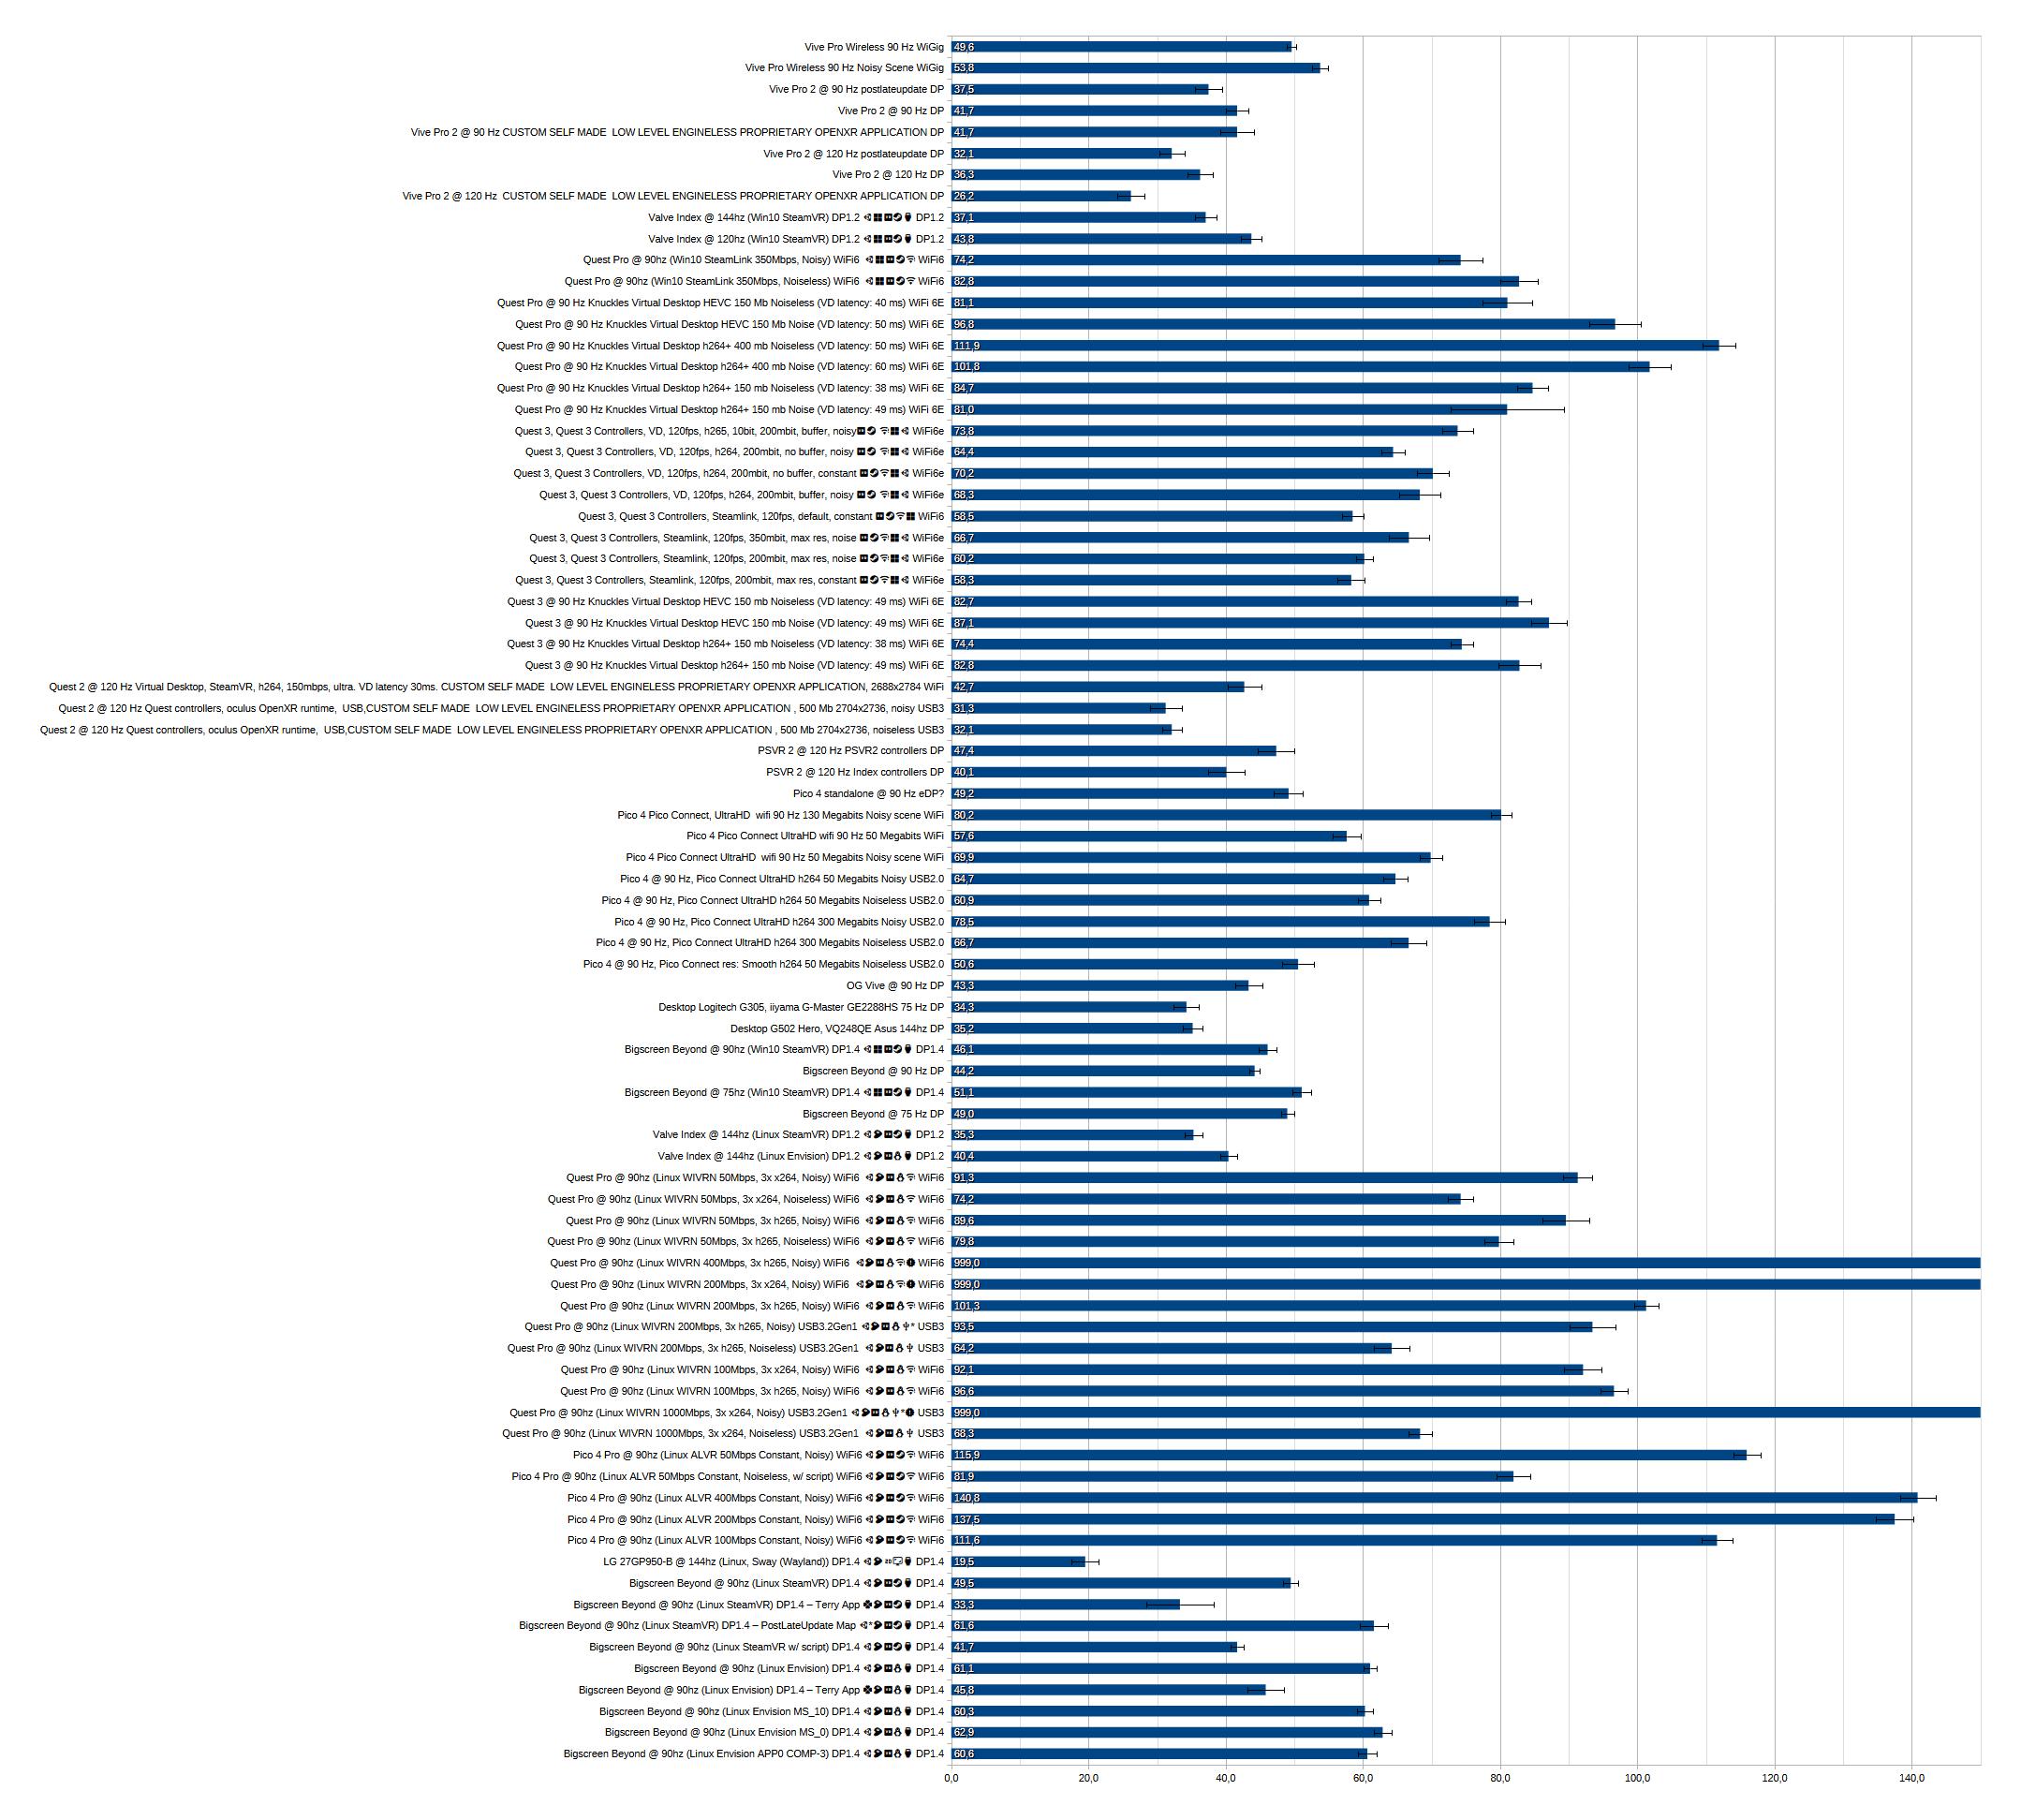 Vive Pro Wireless 90 Hz WiGig 49,6
Vive Pro Wireless 90 Hz Noisy Scene WiGig 53,8
Vive Pro 2 @ 90 Hz postlateupdate DP 37,5
Vive Pro 2 @ 90 Hz DP 41,7
Vive Pro 2 @ 90 Hz CUSTOM SELF MADE LOW LEVEL ENGINELESS PROPRIETARY OPENXR APPLICATION DP 41,7
Vive Pro 2 @ 120 Hz postlateupdate DP 32,1
Vive Pro 2 @ 120 Hz DP 36,3
Vive Pro 2 @ 120 Hz CUSTOM SELF MADE LOW LEVEL ENGINELESS PROPRIETARY OPENXR APPLICATION DP 26,2
Valve Index @ 144hz (Win10 SteamVR) DP1.2 DP1.2 37,1
Valve Index @ 120hz (Win10 SteamVR) DP1.2 DP1.2 43,8
Quest Pro @ 90hz (Win10 SteamLink 350Mbps, Noisy) WiFi6 WiFi6 74,2
Quest Pro @ 90hz (Win10 SteamLink 350Mbps, Noiseless) WiFi6 WiFi6 82,8
Quest Pro @ 90 Hz Knuckles Virtual Desktop HEVC 150 Mb Noiseless (VD latency: 40 ms) WiFi 6E 81,1
Quest Pro @ 90 Hz Knuckles Virtual Desktop HEVC 150 Mb Noise (VD latency: 50 ms) WiFi 6E 96,8
Quest Pro @ 90 Hz Knuckles Virtual Desktop h264+ 400 mb Noiseless (VD latency: 50 ms) WiFi 6E 111,9
Quest Pro @ 90 Hz Knuckles Virtual Desktop h264+ 400 mb Noise (VD latency: 60 ms) WiFi 6E 101,8
Quest Pro @ 90 Hz Knuckles Virtual Desktop h264+ 150 mb Noiseless (VD latency: 38 ms) WiFi 6E 84,7
Quest Pro @ 90 Hz Knuckles Virtual Desktop h264+ 150 mb Noise (VD latency: 49 ms) WiFi 6E 81,0
Quest 3, Quest 3 Controllers, VD, 120fps, h265, 10bit, 200mbit, buffer, noisy WiFi6e 73,8
Quest 3, Quest 3 Controllers, VD, 120fps, h264, 200mbit, no buffer, noisy WiFi6e 64,4
Quest 3, Quest 3 Controllers, VD, 120fps, h264, 200mbit, no buffer, constant WiFi6e 70,2
Quest 3, Quest 3 Controllers, VD, 120fps, h264, 200mbit, buffer, noisy WiFi6e 68,3
Quest 3, Quest 3 Controllers, Steamlink, 120fps, default, constant WiFi6 58,5
Quest 3, Quest 3 Controllers, Steamlink, 120fps, 350mbit, max res, noise WiFi6e 66,7
Quest 3, Quest 3 Controllers, Steamlink, 120fps, 200mbit, max res, noise WiFi6e 60,2
Quest 3, Quest 3 Controllers, Steamlink, 120fps, 200mbit, max res, constant WiFi6e 58,3
Quest 3 @ 90 Hz Knuckles Virtual Desktop HEVC 150 mb Noiseless (VD latency: 49 ms) WiFi 6E 82,7
Quest 3 @ 90 Hz Knuckles Virtual Desktop HEVC 150 mb Noise (VD latency: 49 ms) WiFi 6E 87,1
Quest 3 @ 90 Hz Knuckles Virtual Desktop h264+ 150 mb Noiseless (VD latency: 38 ms) WiFi 6E 74,4
Quest 3 @ 90 Hz Knuckles Virtual Desktop h264+ 150 mb Noise (VD latency: 49 ms) WiFi 6E 82,8
Quest 2 @ 120 Hz Virtual Desktop, SteamVR, h264, 150mbps, ultra. VD latency 30ms. CUSTOM SELF MADE LOW LEVEL ENGINELESS PROPRIETARY OPENXR APPLICATION, 2688x2784 WiFi 42,7
Quest 2 @ 120 Hz Quest controllers, oculus OpenXR runtime, USB,CUSTOM SELF MADE LOW LEVEL ENGINELESS PROPRIETARY OPENXR APPLICATION , 500 Mb 2704x2736, noisy USB3 31,3
Quest 2 @ 120 Hz Quest controllers, oculus OpenXR runtime, USB,CUSTOM SELF MADE LOW LEVEL ENGINELESS PROPRIETARY OPENXR APPLICATION , 500 Mb 2704x2736, noiseless USB3 32,1
PSVR 2 @ 120 Hz PSVR2 controllers DP 47,4
PSVR 2 @ 120 Hz Index controllers DP 40,1
Pico 4 standalone @ 90 Hz eDP? 49,2
Pico 4 Pico Connect, UltraHD wifi 90 Hz 130 Megabits Noisy scene WiFi 80,2
Pico 4 Pico Connect UltraHD wifi 90 Hz 50 Megabits WiFi 57,6
Pico 4 Pico Connect UltraHD wifi 90 Hz 50 Megabits Noisy scene WiFi 69,9
Pico 4 @ 90 Hz, Pico Connect UltraHD h264 50 Megabits Noisy USB2.0 64,7
Pico 4 @ 90 Hz, Pico Connect UltraHD h264 50 Megabits Noiseless USB2.0 60,9
Pico 4 @ 90 Hz, Pico Connect UltraHD h264 300 Megabits Noisy USB2.0 78,5
Pico 4 @ 90 Hz, Pico Connect UltraHD h264 300 Megabits Noiseless USB2.0 66,7
Pico 4 @ 90 Hz, Pico Connect res: Smooth h264 50 Megabits Noiseless USB2.0 50,6
OG Vive @ 90 Hz DP 43,3
Desktop Logitech G305, iiyama G-Master GE2288HS 75 Hz DP 34,3
Desktop G502 Hero, VQ248QE Asus 144hz DP 35,2
Bigscreen Beyond @ 90hz (Win10 SteamVR) DP1.4 DP1.4 46,1
Bigscreen Beyond @ 90 Hz DP 44,2
Bigscreen Beyond @ 75hz (Win10 SteamVR) DP1.4 DP1.4 51,1
Bigscreen Beyond @ 75 Hz DP 49,0
Valve Index @ 144hz (Linux SteamVR) DP1.2 DP1.2 35,3
Valve Index @ 144hz (Linux Envision) DP1.2 DP1.2 40,4
Quest Pro @ 90hz (Linux WIVRN 50Mbps, 3x x264, Noisy) WiFi6 WiFi6 91,3
Quest Pro @ 90hz (Linux WIVRN 50Mbps, 3x x264, Noiseless) WiFi6 WiFi6 74,2
Quest Pro @ 90hz (Linux WIVRN 50Mbps, 3x h265, Noisy) WiFi6 WiFi6 89,6
Quest Pro @ 90hz (Linux WIVRN 50Mbps, 3x h265, Noiseless) WiFi6 WiFi6 79,8
Quest Pro @ 90hz (Linux WIVRN 400Mbps, 3x h265, Noisy) WiFi6 WiFi6 999,0
Quest Pro @ 90hz (Linux WIVRN 200Mbps, 3x x264, Noisy) WiFi6 WiFi6 999,0
Quest Pro @ 90hz (Linux WIVRN 200Mbps, 3x h265, Noisy) WiFi6 WiFi6 101,3
Quest Pro @ 90hz (Linux WIVRN 200Mbps, 3x h265, Noisy) USB3.2Gen1 * USB3 93,5
Quest Pro @ 90hz (Linux WIVRN 200Mbps, 3x h265, Noiseless) USB3.2Gen1 USB3 64,2
Quest Pro @ 90hz (Linux WIVRN 100Mbps, 3x x264, Noisy) WiFi6 WiFi6 92,1
Quest Pro @ 90hz (Linux WIVRN 100Mbps, 3x h265, Noisy) WiFi6 WiFi6 96,6
Quest Pro @ 90hz (Linux WIVRN 1000Mbps, 3x x264, Noisy) USB3.2Gen1 * USB3 999,0
Quest Pro @ 90hz (Linux WIVRN 1000Mbps, 3x x264, Noiseless) USB3.2Gen1 USB3 68,3
Pico 4 Pro @ 90hz (Linux ALVR 50Mbps Constant, Noisy) WiFi6 WiFi6 115,9
Pico 4 Pro @ 90hz (Linux ALVR 50Mbps Constant, Noiseless, w/ script) WiFi6 WiFi6 81,9
Pico 4 Pro @ 90hz (Linux ALVR 400Mbps Constant, Noisy) WiFi6 WiFi6 140,8
Pico 4 Pro @ 90hz (Linux ALVR 200Mbps Constant, Noisy) WiFi6 WiFi6 137,5
Pico 4 Pro @ 90hz (Linux ALVR 100Mbps Constant, Noisy) WiFi6 WiFi6 111,6
LG 27GP950-B @ 144hz (Linux, Sway (Wayland)) DP1.4 DP1.4 19,5
Bigscreen Beyond @ 90hz (Linux SteamVR) DP1.4 DP1.4 49,5
Bigscreen Beyond @ 90hz (Linux SteamVR) DP1.4 – Terry App DP1.4 33,3
Bigscreen Beyond @ 90hz (Linux SteamVR) DP1.4 – PostLateUpdate Map * DP1.4 61,6
Bigscreen Beyond @ 90hz (Linux SteamVR w/ script) DP1.4 DP1.4 41,7
Bigscreen Beyond @ 90hz (Linux Envision) DP1.4 DP1.4 61,1
Bigscreen Beyond @ 90hz (Linux Envision) DP1.4 – Terry App DP1.4 45,8
Bigscreen Beyond @ 90hz (Linux Envision MS_10) DP1.4 DP1.4 60,3
Bigscreen Beyond @ 90hz (Linux Envision MS_0) DP1.4 DP1.4 62,9
Bigscreen Beyond @ 90hz (Linux Envision APP0 COMP-3) DP1.4 DP1.4 60,6
0,0 20,0 40,0 60,0 80,0 100,0 120,0 140,0